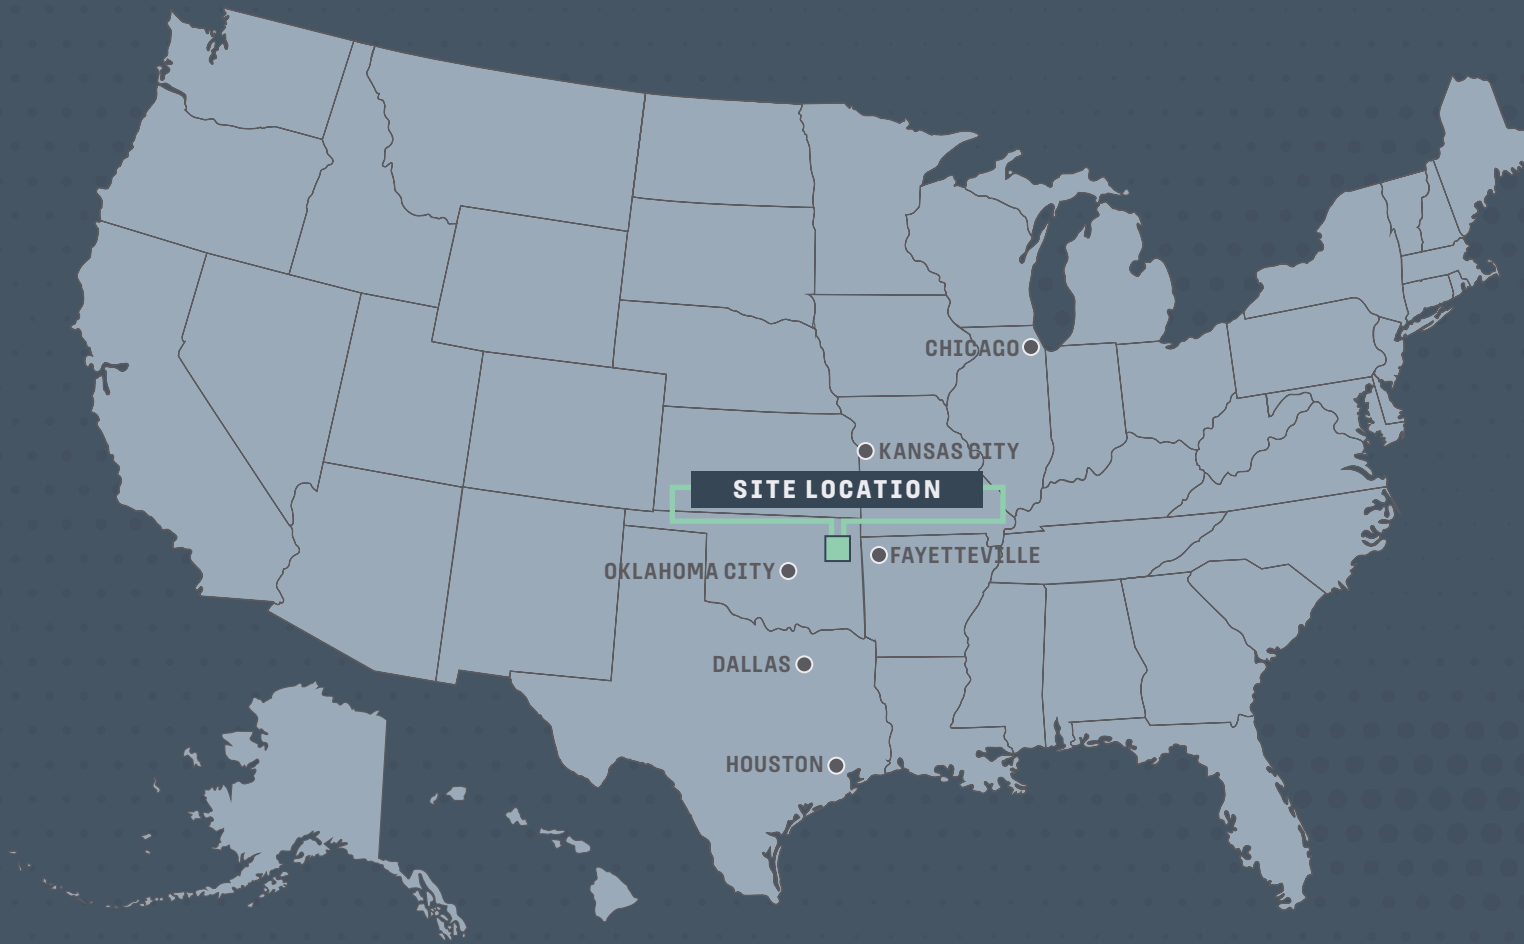 CHICAGO
KANSAS CITY
SITE LOCATION
FAYETTEVILLE
OKLAHOMA CITY
DALLAS
HOUSTON